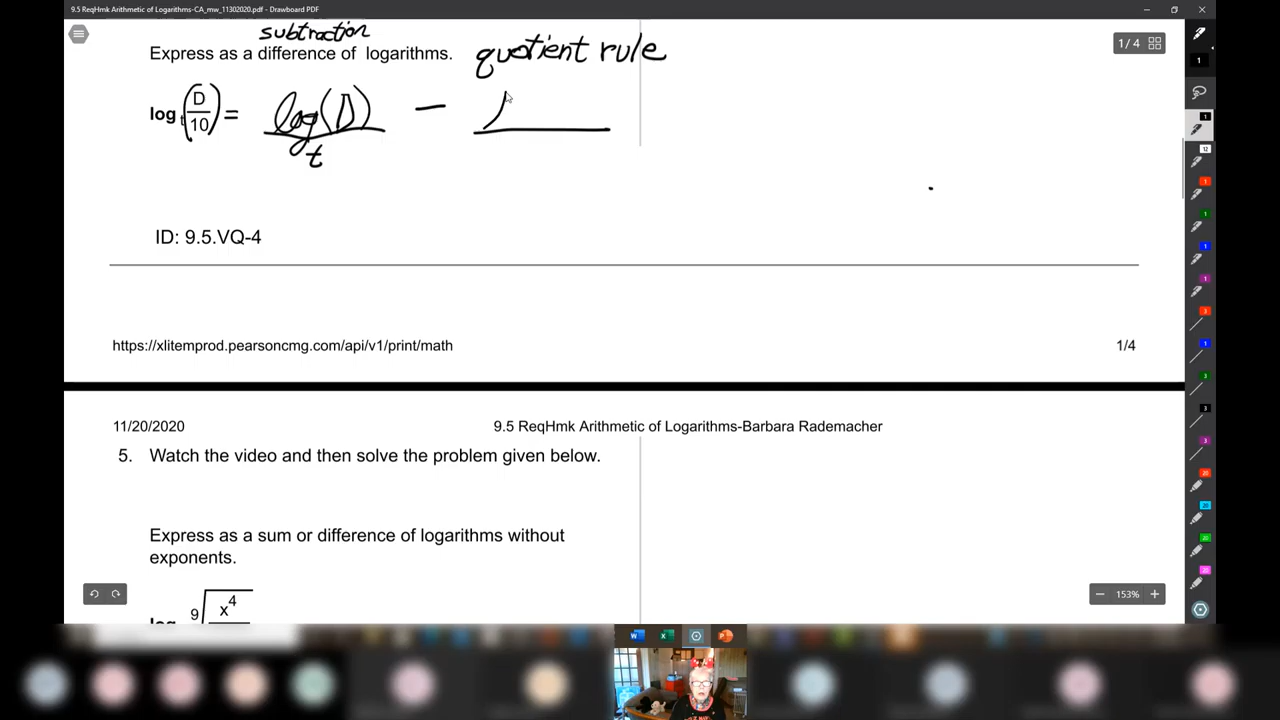 9.5 ReqHmk Arithmetic of Logarithms-CA_mw_11302020.pdf - Drawboard PDF
subtraction
Express as a difference of logarithms. quotient rule
1 / 4
log t (D/10) = log t (D) −
ID: 9.5.VQ-4
https://xlitemprod.pearsoncmg.com/api/v1/print/math 1/4
11/20/2020 9.5 ReqHmk Arithmetic of Logarithms-Barbara Rademacher
5. Watch the video and then solve the problem given below.
Express as a sum or difference of logarithms without
exponents.
9√x^4
153%